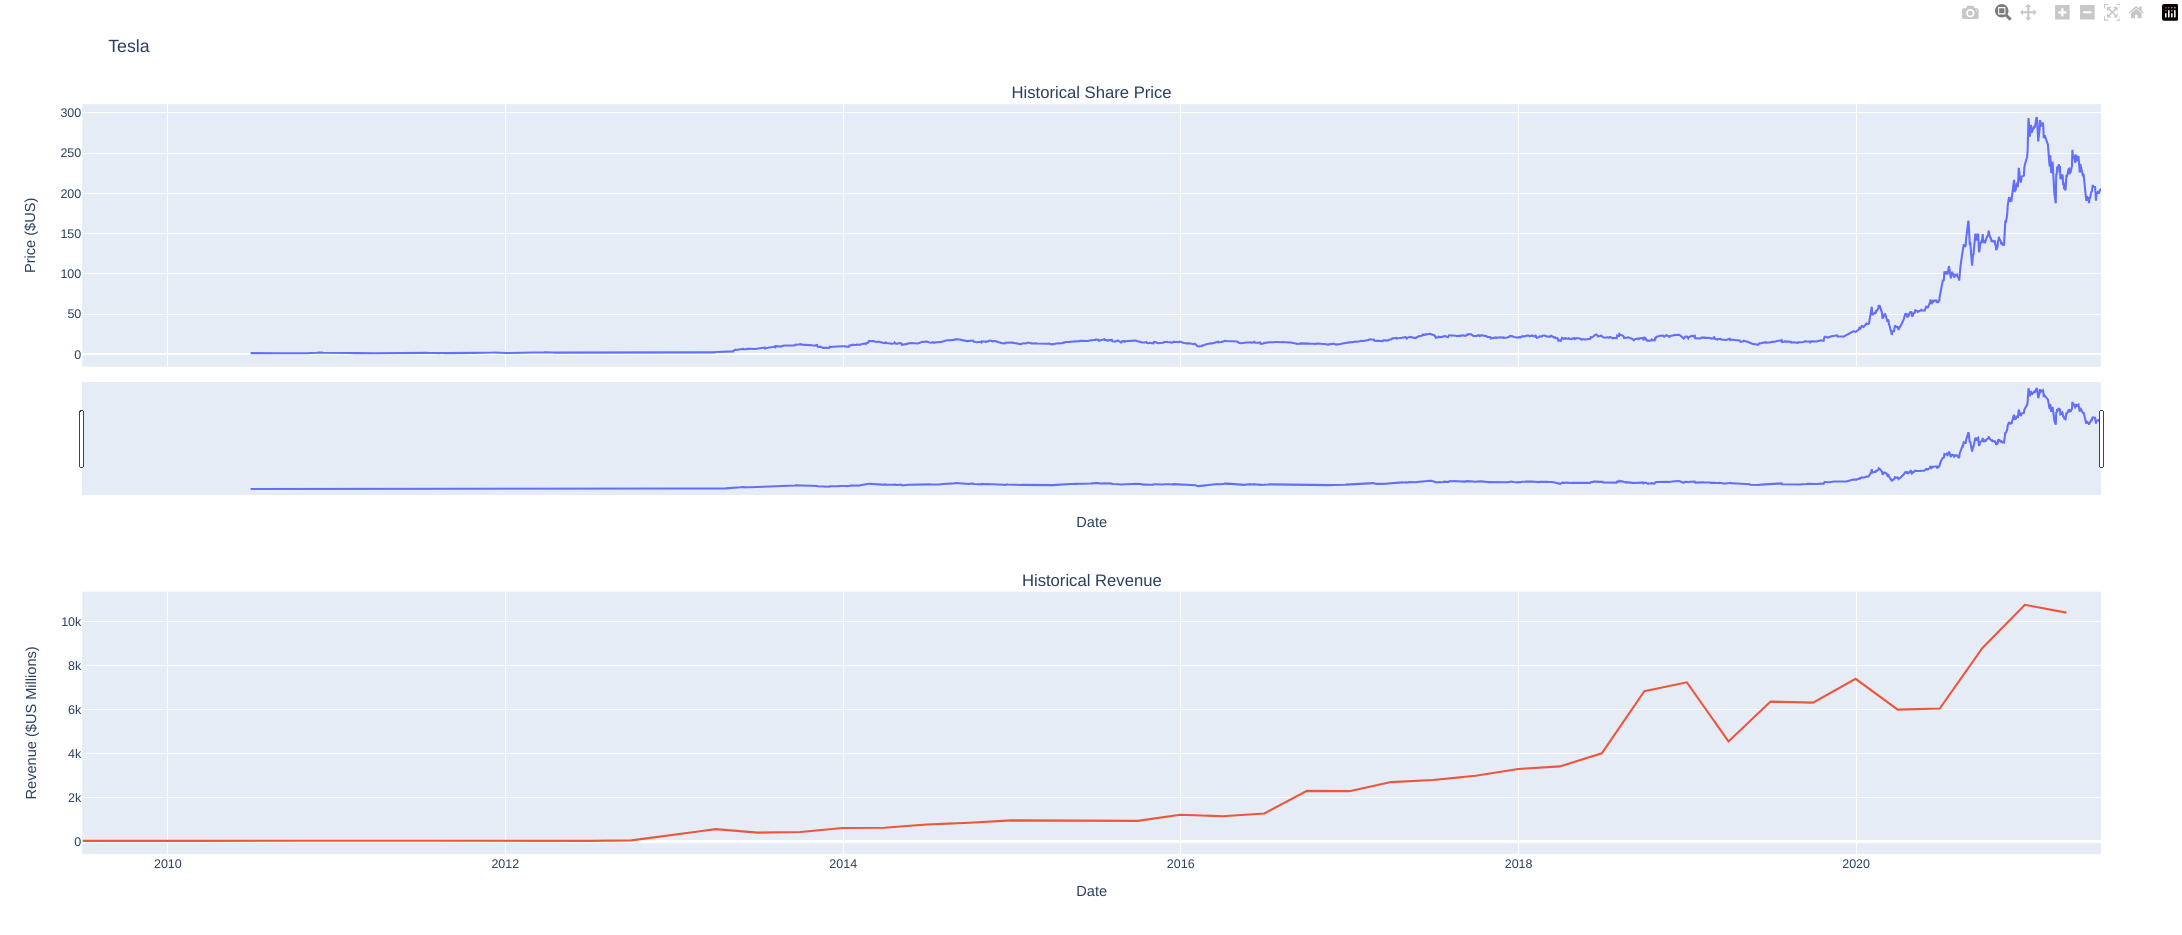 Tesla
Historical Share Price
300
250
200
150
100
50
0
Price ($US)
Date
Historical Revenue
10k
8k
6k
4k
2k
0
Revenue ($US Millions)
2010 2012 2014 2016 2018 2020
Date